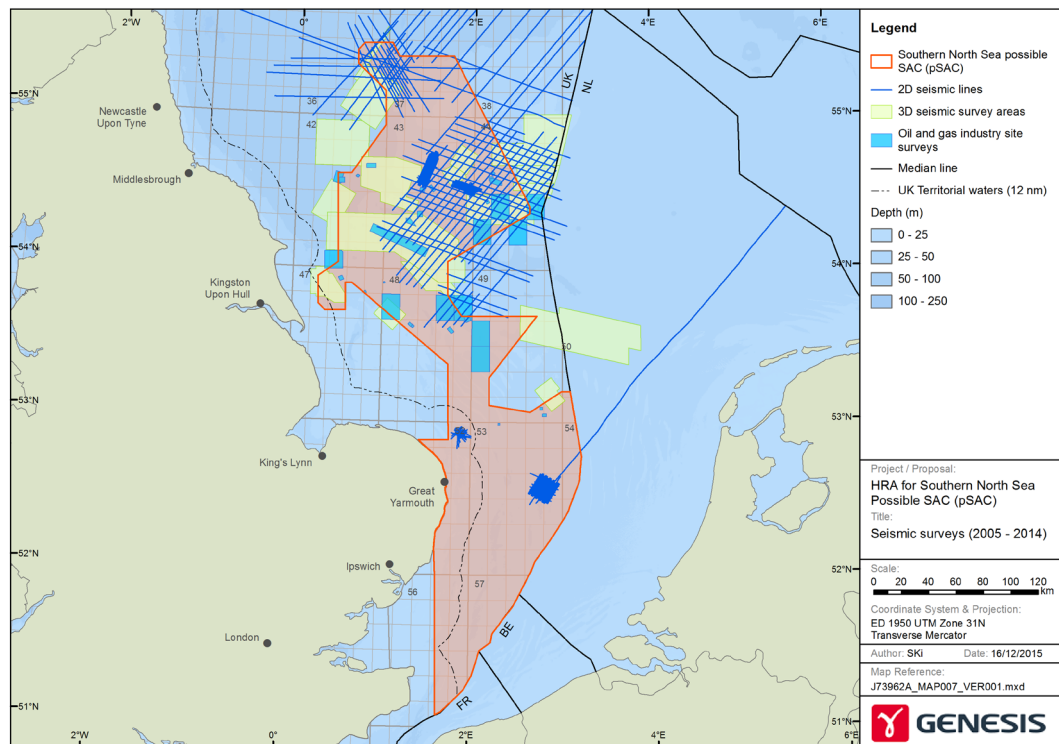 2°W
0°
2°E
4°E
6°E
55°N
54°N
53°N
52°N
51°N
55°N
54°N
53°N
52°N
51°N
2°W
0°
2°E
4°E
6°E
Newcastle
Upon Tyne
Middlesbrough
Kingston
Upon Hull
King's Lynn
Great
Yarmouth
Ipswich
London
36
37
38
42
43
47
48
49
50
53
54
56
57
UK
NL
BE
FR
Legend
Southern North Sea possible
SAC (pSAC)
2D seismic lines
3D seismic survey areas
Oil and gas industry site
surveys
Median line
UK Territorial waters (12 nm)
Depth (m)
0 - 25
25 - 50
50 - 100
100 - 250
Project / Proposal:
HRA for Southern North Sea
Possible SAC (pSAC)
Title:
Seismic surveys (2005 - 2014)
Scale:
0 20 40 60 80 100 120
km
Coordinate System & Projection:
ED 1950 UTM Zone 31N
Transverse Mercator
Author: SKi Date: 16/12/2015
Map Reference:
J73962A_MAP007_VER001.mxd
GENESIS